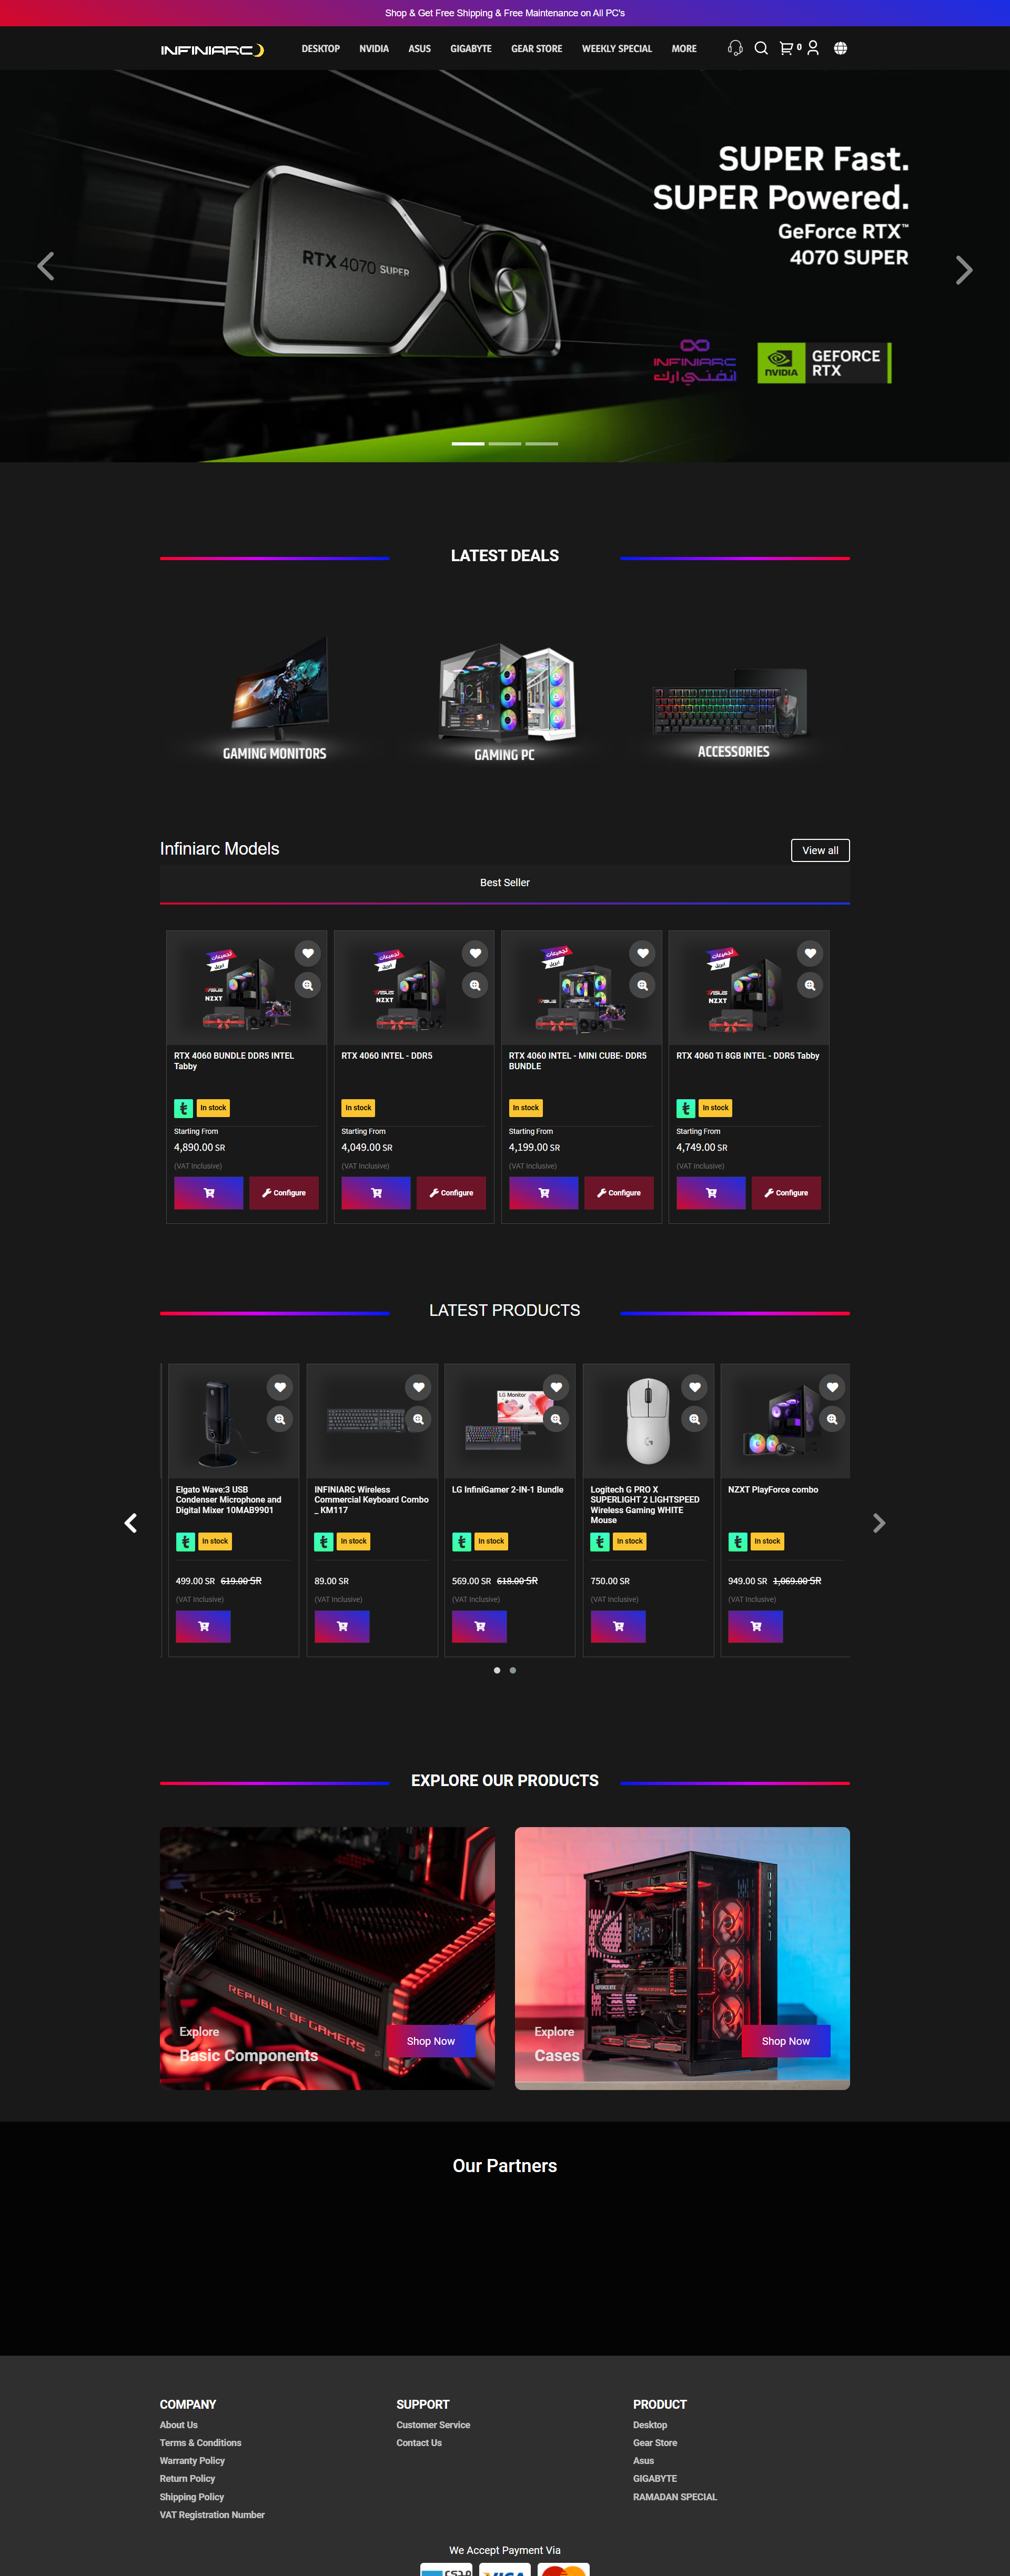 Shop & Get Free Shipping & Free Maintenance on All PC's
INFINIARC
DESKTOP NVIDIA ASUS GIGABYTE GEAR STORE WEEKLY SPECIAL MORE
0
SUPER Fast.
SUPER Powered.
GeForce RTX™
4070 SUPER
RTX 4070 SUPER
INFINIARC
انفنـي ارك
NVIDIA
GEFORCE
RTX
LATEST DEALS
GAMING MONITORS
GAMING PC
ACCESSORIES
Infiniarc Models
View all
Best Seller
ASUS
NZXT
RTX 4060 BUNDLE DDR5 INTEL
Tabby
In stock
Starting From
4,890.00 SR
(VAT Inclusive)
Configure
RTX 4060 INTEL - DDR5
In stock
Starting From
4,049.00 SR
(VAT Inclusive)
Configure
RTX 4060 INTEL - MINI CUBE- DDR5
BUNDLE
In stock
Starting From
4,199.00 SR
(VAT Inclusive)
Configure
ASUS
NZXT
RTX 4060 Ti 8GB INTEL - DDR5 Tabby
In stock
Starting From
4,749.00 SR
(VAT Inclusive)
Configure
LATEST PRODUCTS
Elgato Wave:3 USB
Condenser Microphone and
Digital Mixer 10MAB9901
In stock
499.00 SR 619.00 SR
(VAT Inclusive)
INFINIARC Wireless
Commercial Keyboard Combo
_ KM117
In stock
89.00 SR
(VAT Inclusive)
LG Monitor
LG InfiniGamer 2-IN-1 Bundle
In stock
569.00 SR 618.00 SR
(VAT Inclusive)
Logitech G PRO X
SUPERLIGHT 2 LIGHTSPEED
Wireless Gaming WHITE
Mouse
In stock
750.00 SR
(VAT Inclusive)
NZXT PlayForce combo
In stock
949.00 SR 1,069.00 SR
(VAT Inclusive)
EXPLORE OUR PRODUCTS
REPUBLIC OF GAMERS
Explore
Basic Components
Shop Now
Explore
Cases
Shop Now
Our Partners
COMPANY
About Us
Terms & Conditions
Warranty Policy
Return Policy
Shipping Policy
VAT Registration Number
SUPPORT
Customer Service
Contact Us
PRODUCT
Desktop
Gear Store
Asus
GIGABYTE
RAMADAN SPECIAL
We Accept Payment Via
VISA